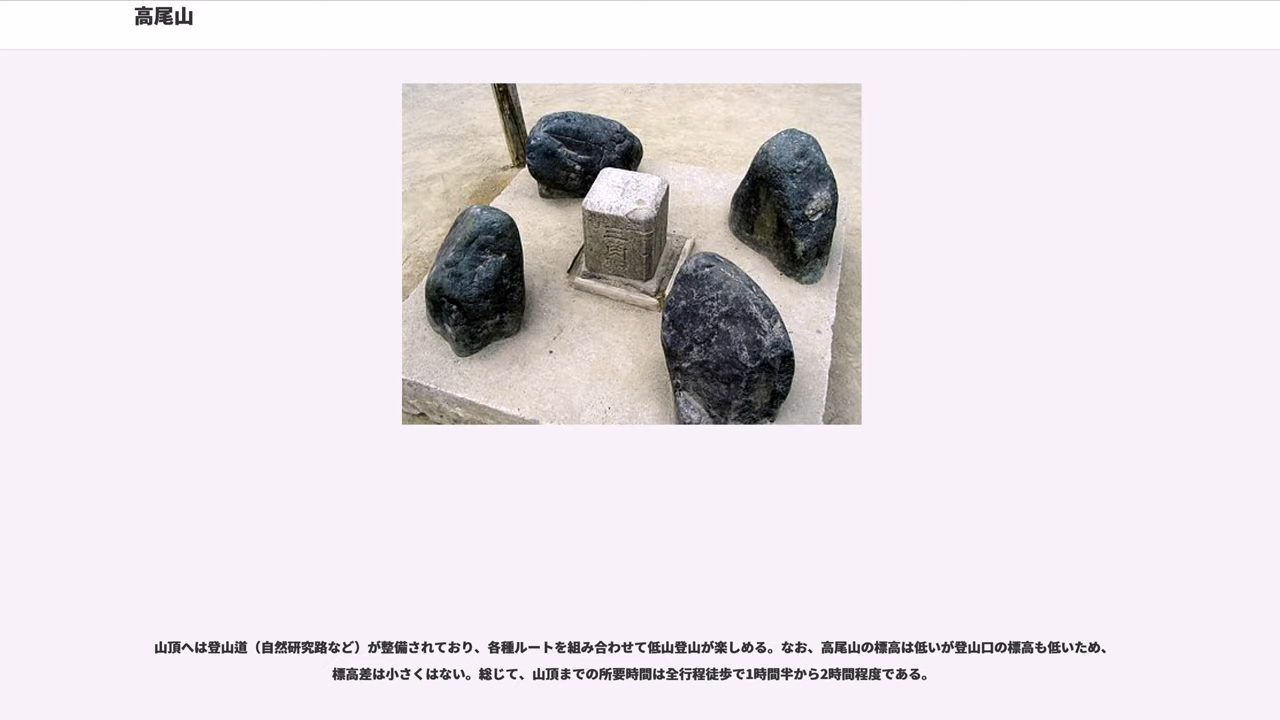 高尾山
山頂へは登山道（自然研究路など）が整備されており、各種ルートを組み合わせて低山登山が楽しめる。なお、高尾山の標高は低いが登山口の標高も低いため、
標高差は小さくはない。総じて、山頂までの所要時間は全行程徒歩で1時間半から2時間程度である。